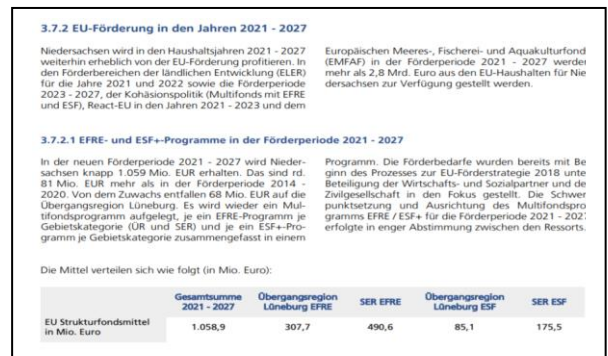 3.7.2 EU-Förderung in den Jahren 2021 - 2027
Niedersachsen wird in den Haushaltsjahren 2021 - 2027
weiterhin erheblich von der EU-Förderung profitieren. In
den Förderbereichen der ländlichen Entwicklung (ELER)
für die Jahre 2021 und 2022 sowie die Förderperiode
2023 - 2027, der Kohäsionspolitik (Multifonds mit EFRE
und ESF), React-EU in den Jahren 2021 - 2023 und dem
Europäischen Meeres-, Fischerei- und Aquakulturfond
(EMFAF) in der Förderperiode 2021 - 2027 werden
mehr als 2,8 Mrd. Euro aus den EU-Haushalten für Nie
dersachsen zur Verfügung gestellt werden.
3.7.2.1 EFRE- und ESF+-Programme in der Förderperiode 2021 - 2027
In der neuen Förderperiode 2021 - 2027 wird Nieder-
sachsen knapp 1.059 Mio. EUR erhalten. Das sind rd.
81 Mio. EUR mehr als in der Förderperiode 2014 -
2020. Von dem Zuwachs entfallen 68 Mio. EUR auf die
Übergangsregion Lüneburg. Es wird wieder ein Mul-
tifondsprogramm aufgelegt, je ein EFRE-Programm je
Gebietskategorie (ÜR und SER) und je ein ESF+-Pro-
gramm je Gebietskategorie zusammengefasst in einem
Programm. Die Förderbedarfe wurden bereits mit Be
ginn des Prozesses zur EU-Förderstrategie 2018 unte
Beteiligung der Wirtschafts- und Sozialpartner und de
Zivilgesellschaft in den Fokus gestellt. Die Schwer
punktsetzung und Ausrichtung des Multifondspro
gramms EFRE / ESF+ für die Förderperiode 2021 - 2027
erfolgte in enger Abstimmung zwischen den Ressorts.
Die Mittel verteilen sich wie folgt (in Mio. Euro):
Gesamtsumme 2021 - 2027 Übergangsregion Lüneburg EFRE SER EFRE Übergangsregion Lüneburg ESF SER ESF
EU Strukturfondsmittel in Mio. Euro 1.058,9 307,7 490,6 85,1 175,5